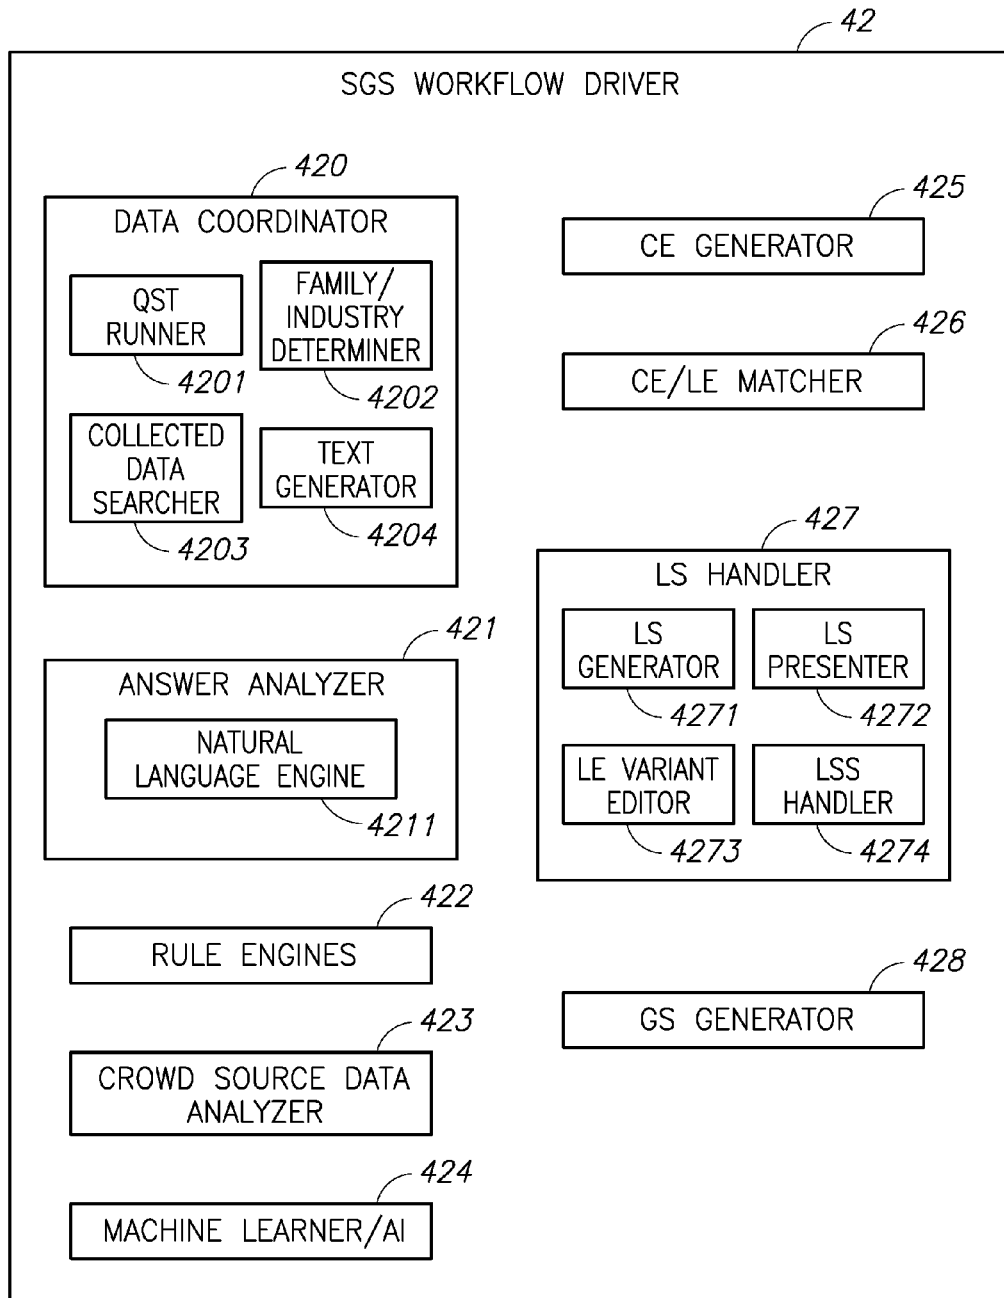 42
SGS WORKFLOW DRIVER
420
DATA COORDINATOR
QST
RUNNER
4201
FAMILY/
INDUSTRY
DETERMINER
4202
COLLECTED
DATA
SEARCHER
4203
TEXT
GENERATOR
4204
421
ANSWER ANALYZER
NATURAL
LANGUAGE ENGINE
4211
422
RULE ENGINES
423
CROWD SOURCE DATA
ANALYZER
424
MACHINE LEARNER/AI
425
CE GENERATOR
426
CE/LE MATCHER
427
LS HANDLER
LS
GENERATOR
4271
LS
PRESENTER
4272
LE VARIANT
EDITOR
4273
LSS
HANDLER
4274
428
GS GENERATOR